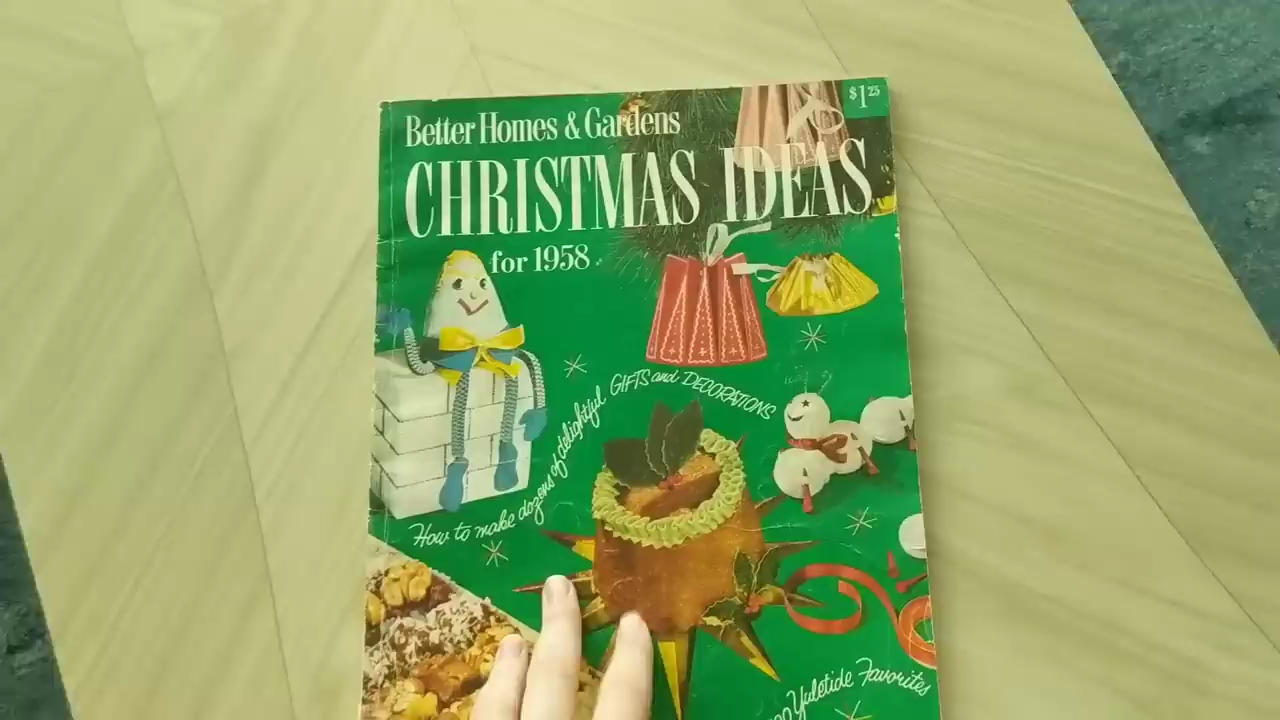 $1.25
Better Homes & Gardens
CHRISTMAS IDEAS
for 1958
How to make dozens of delightful GIFTS and DECORATIONS
Yuletide Favorites